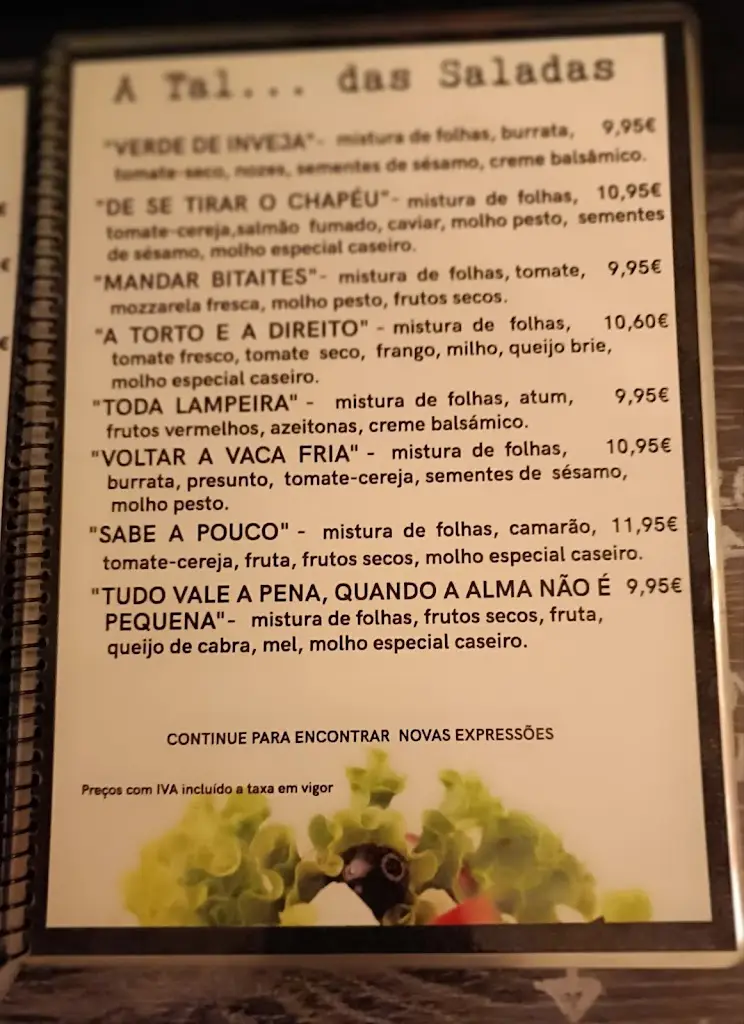 A Tal... das Saladas
"VERDE DE INVEJA"- mistura de folhas, burrata, 9,95€
tomate-seco, nozes, sementes de sésamo, creme balsâmico.
"DE SE TIRAR O CHAPÉU"- mistura de folhas, 10,95€
tomate-cereja,salmão fumado, caviar, molho pesto, sementes
de sésamo, molho especial caseiro.
"MANDAR BITAITES"- mistura de folhas, tomate, 9,95€
mozzarela fresca, molho pesto, frutos secos.
"A TORTO E A DIREITO" - mistura de folhas, 10,60€
tomate fresco, tomate seco, frango, milho, queijo brie,
molho especial caseiro.
"TODA LAMPEIRA" - mistura de folhas, atum, 9,95€
frutos vermelhos, azeitonas, creme balsámico.
"VOLTAR A VACA FRIA" - mistura de folhas, 10,95€
burrata, presunto, tomate-cereja, sementes de sésamo,
molho pesto.
"SABE A POUCO" - mistura de folhas, camarão, 11,95€
tomate-cereja, fruta, frutos secos, molho especial caseiro.
"TUDO VALE A PENA, QUANDO A ALMA NÃO É 9,95€
PEQUENA"- mistura de folhas, frutos secos, fruta,
queijo de cabra, mel, molho especial caseiro.
CONTINUE PARA ENCONTRAR NOVAS EXPRESSÕES
Preços com IVA incluído a taxa em vigor
€
€
€